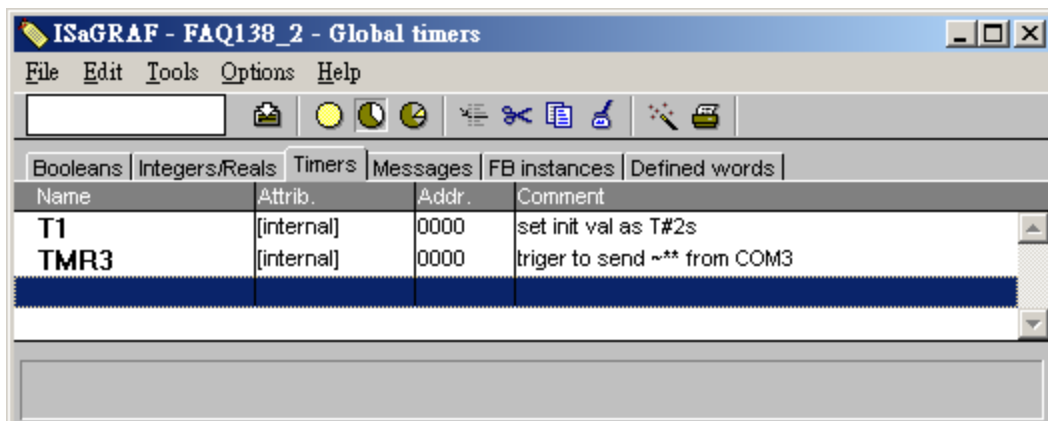 ISaGRAF - FAQ138_2 - Global timers
File Edit Tools Options Help
Booleans Integers/Reals Timers Messages FB instances Defined words
Name Attrib. Addr. Comment
T1 [internal] 0000 set init val as T#2s
TMR3 [internal] 0000 triger to send ~** from COM3